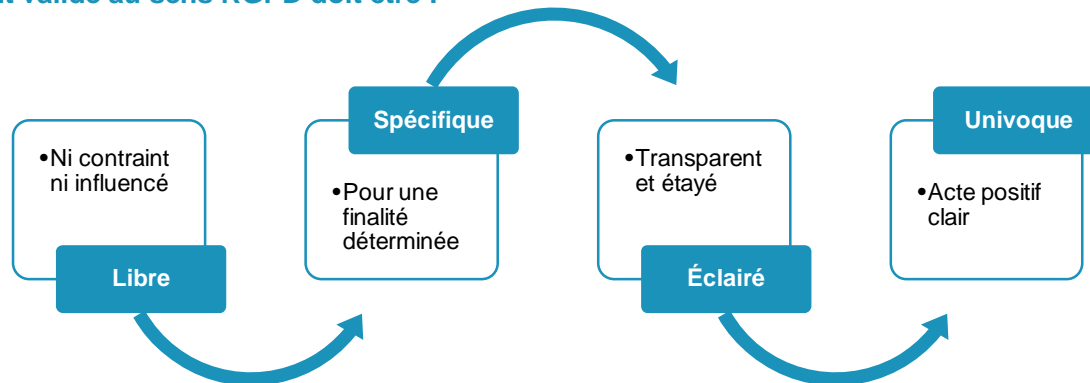 valide au sens RGPD doit être :
•Ni contraint
ni influencé
Libre
Spécifique
•Pour une
finalité
déterminée
•Transparent
et étayé
Éclairé
Univoque
•Acte positif
clair